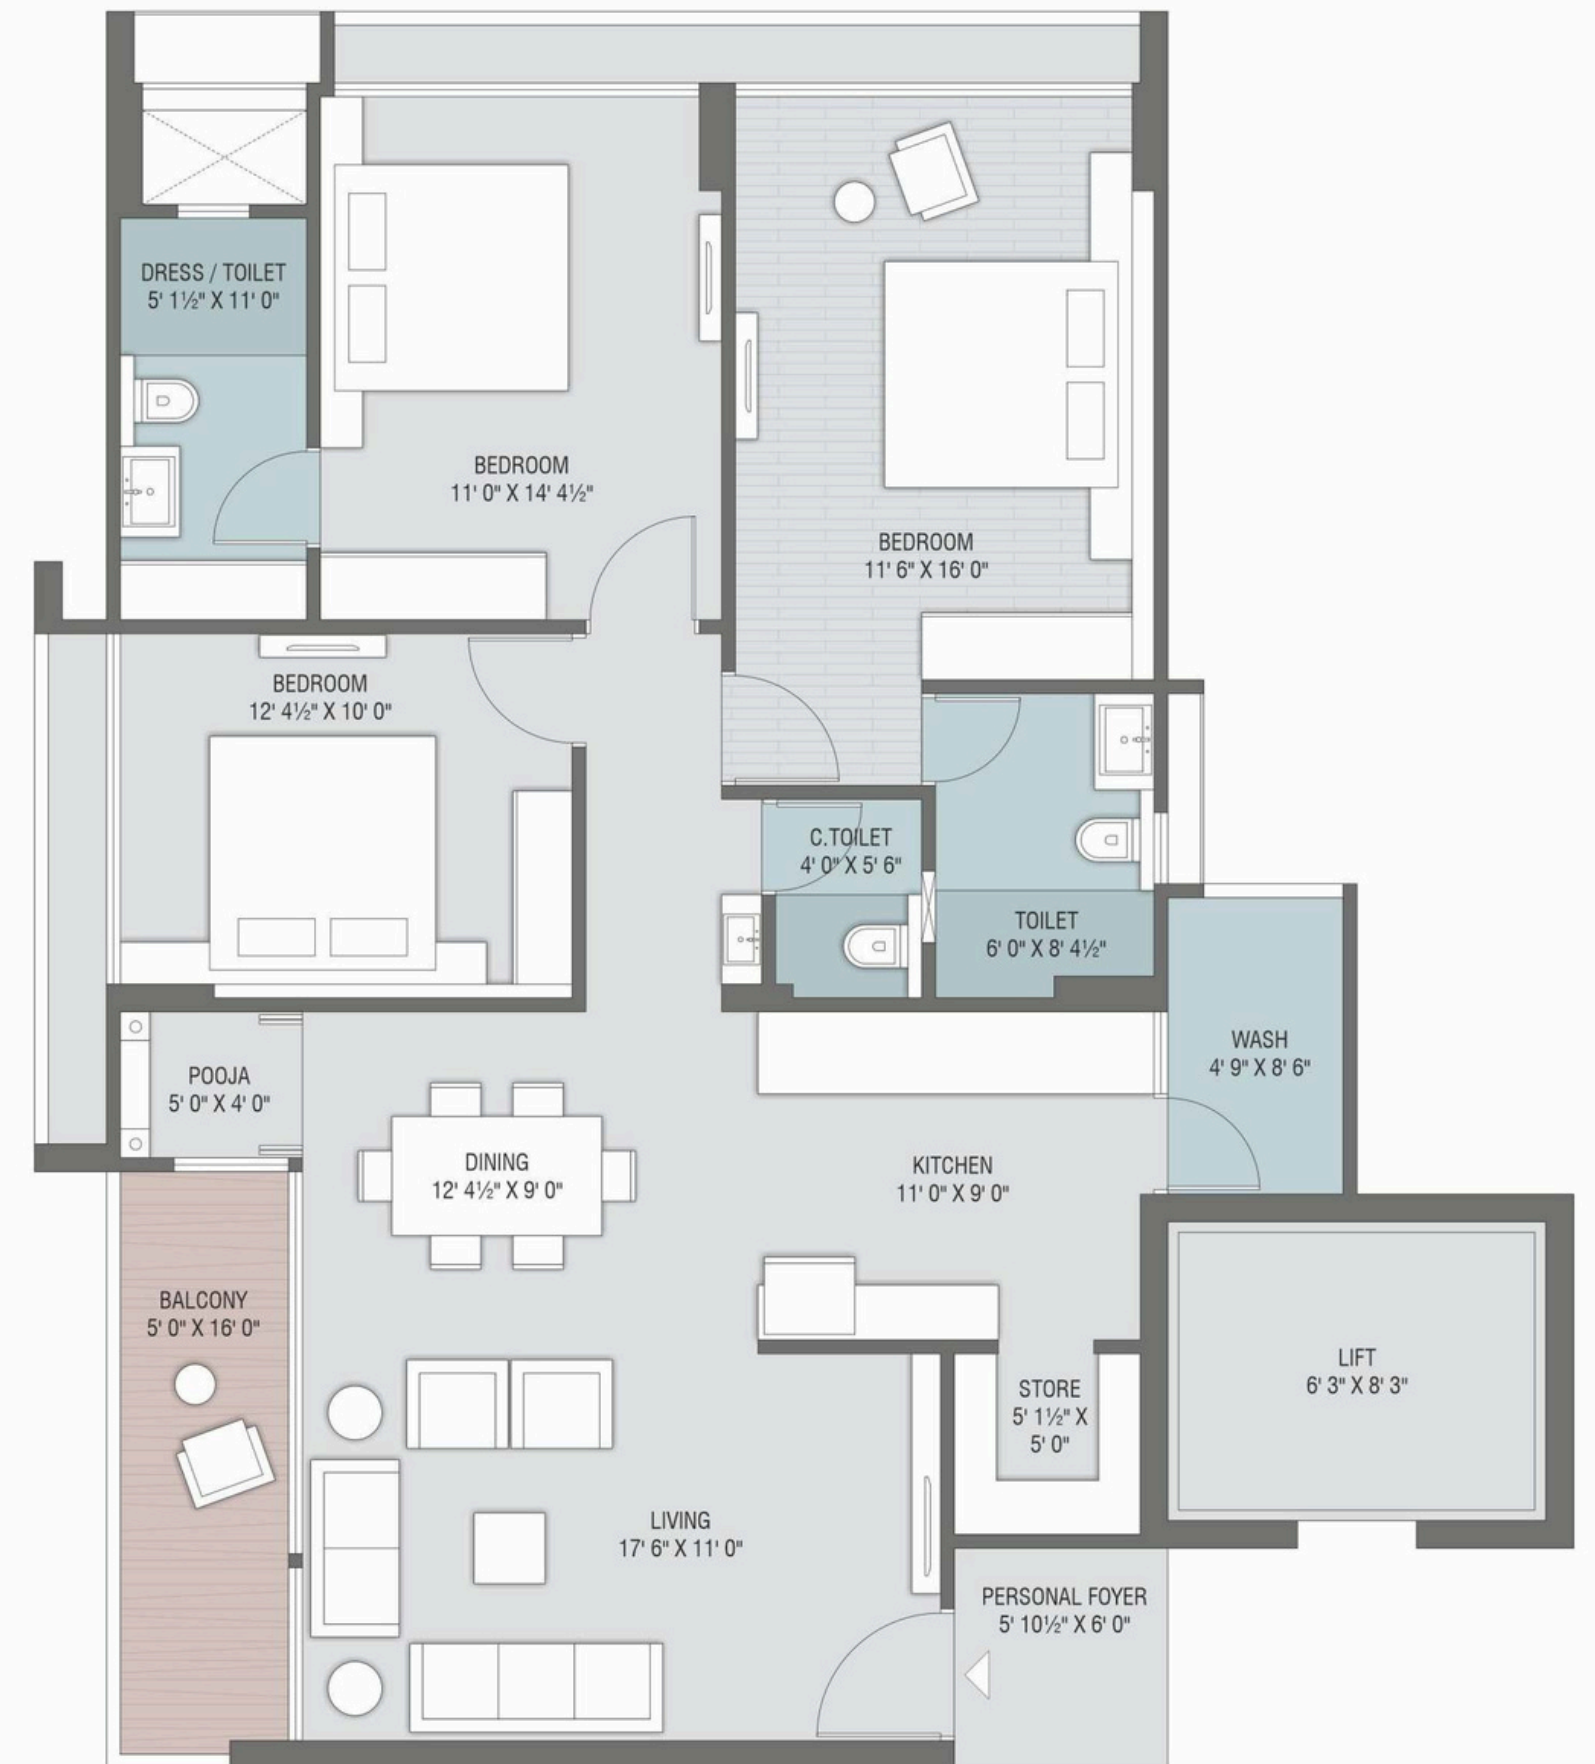 DRESS / TOILET
5' 1½" X 11' 0"
BEDROOM
11' 0" X 14' 4½"
BEDROOM
11' 6" X 16' 0"
BEDROOM
12' 4½" X 10' 0"
C.TOILET
4' 0" X 5' 6"
TOILET
6' 0" X 8' 4½"
WASH
4' 9" X 8' 6"
POOJA
5' 0" X 4' 0"
DINING
12' 4½" X 9' 0"
KITCHEN
11' 0" X 9' 0"
BALCONY
5' 0" X 16' 0"
LIFT
6' 3" X 8' 3"
STORE
5' 1½" X
5' 0"
LIVING
17' 6" X 11' 0"
PERSONAL FOYER
5' 10½" X 6' 0"